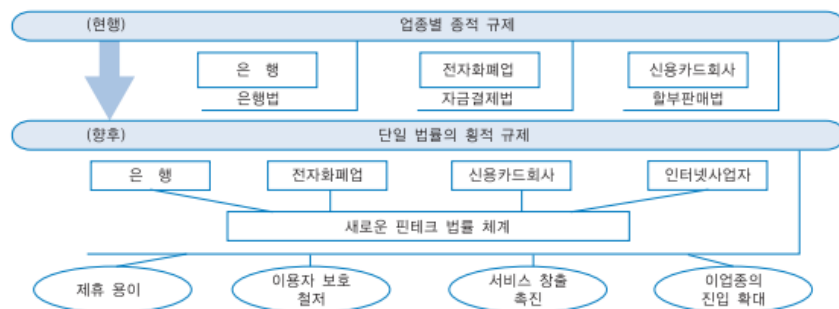 (현행) 업종별 종적 규제
은 행 전자화폐업 신용카드회사
은행법 자금결제법 할부판매법
(향후) 단일 법률의 횡적 규제
은 행 전자화폐업 신용카드회사 인터넷사업자
새로운 핀테크 법률 체계
제휴 용이
이용자 보호
철저
서비스 창출
촉진
이업종의
진입 확대